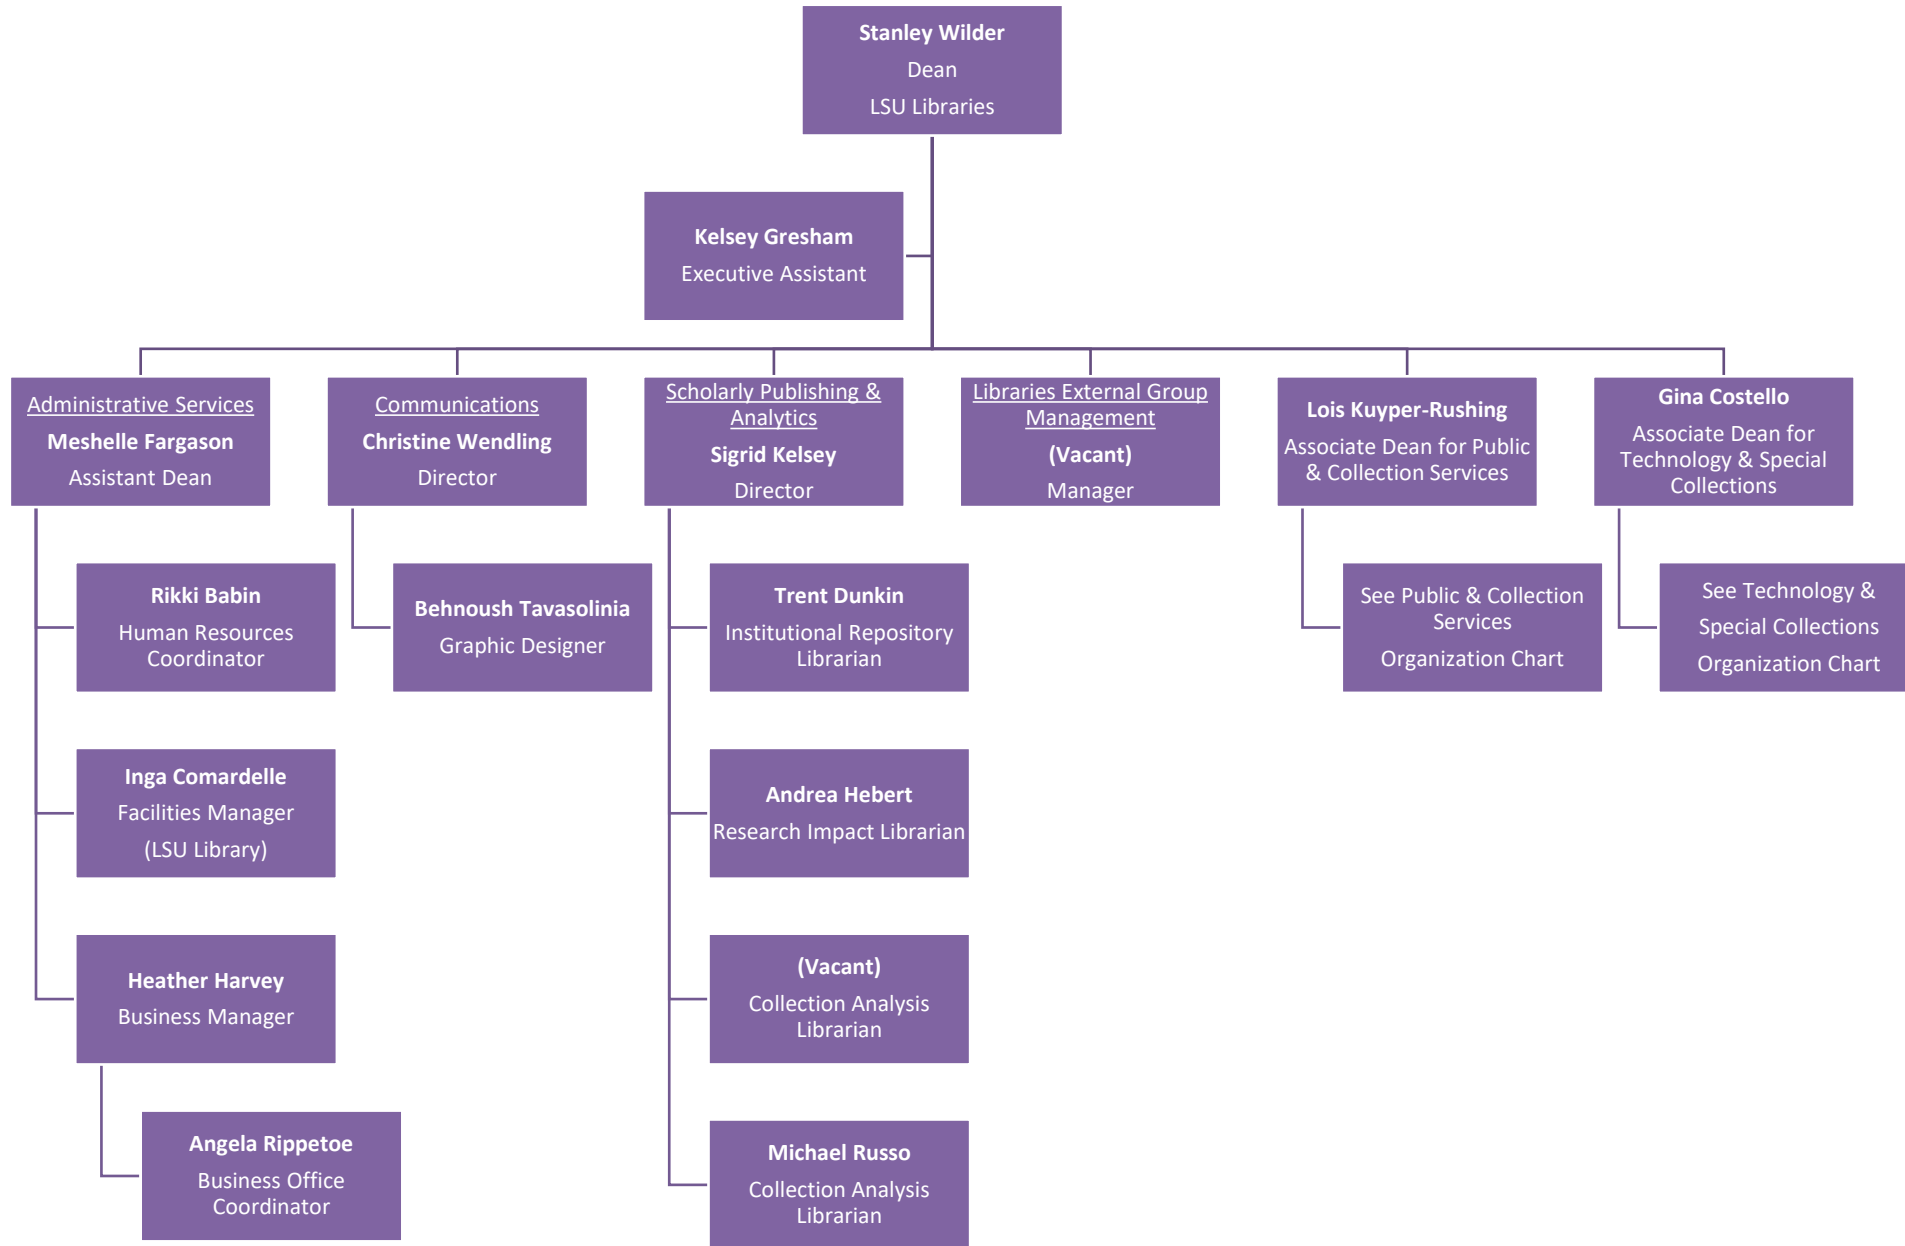 Stanley Wilder
Dean
LSU Libraries
Kelsey Gresham
Executive Assistant
Administrative Services
Meshelle Fargason
Assistant Dean
Communications
Christine Wendling
Director
Scholarly Publishing &
Analytics
Sigrid Kelsey
Director
Libraries External Group
Management
(Vacant)
Manager
Lois Kuyper-Rushing
Associate Dean for Public
& Collection Services
Gina Costello
Associate Dean for
Technology & Special
Collections
Rikki Babin
Human Resources
Coordinator
Behnoush Tavasolinia
Graphic Designer
Trent Dunkin
Institutional Repository
Librarian
See Public & Collection
Services
Organization Chart
See Technology &
Special Collections
Organization Chart
Inga Comardelle
Facilities Manager
(LSU Library)
Andrea Hebert
Research Impact Librarian
Heather Harvey
Business Manager
(Vacant)
Collection Analysis
Librarian
Angela Rippetoe
Business Office
Coordinator
Michael Russo
Collection Analysis
Librarian